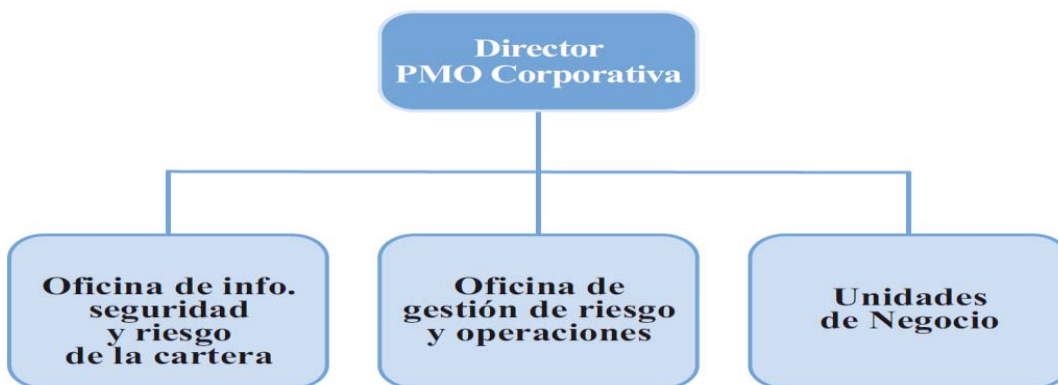 Director
PMO Corporativa
Oficina de info.
seguridad
y riesgo
de la cartera
Oficina de
gestión de riesgo
y operaciones
Unidades
de Negocio